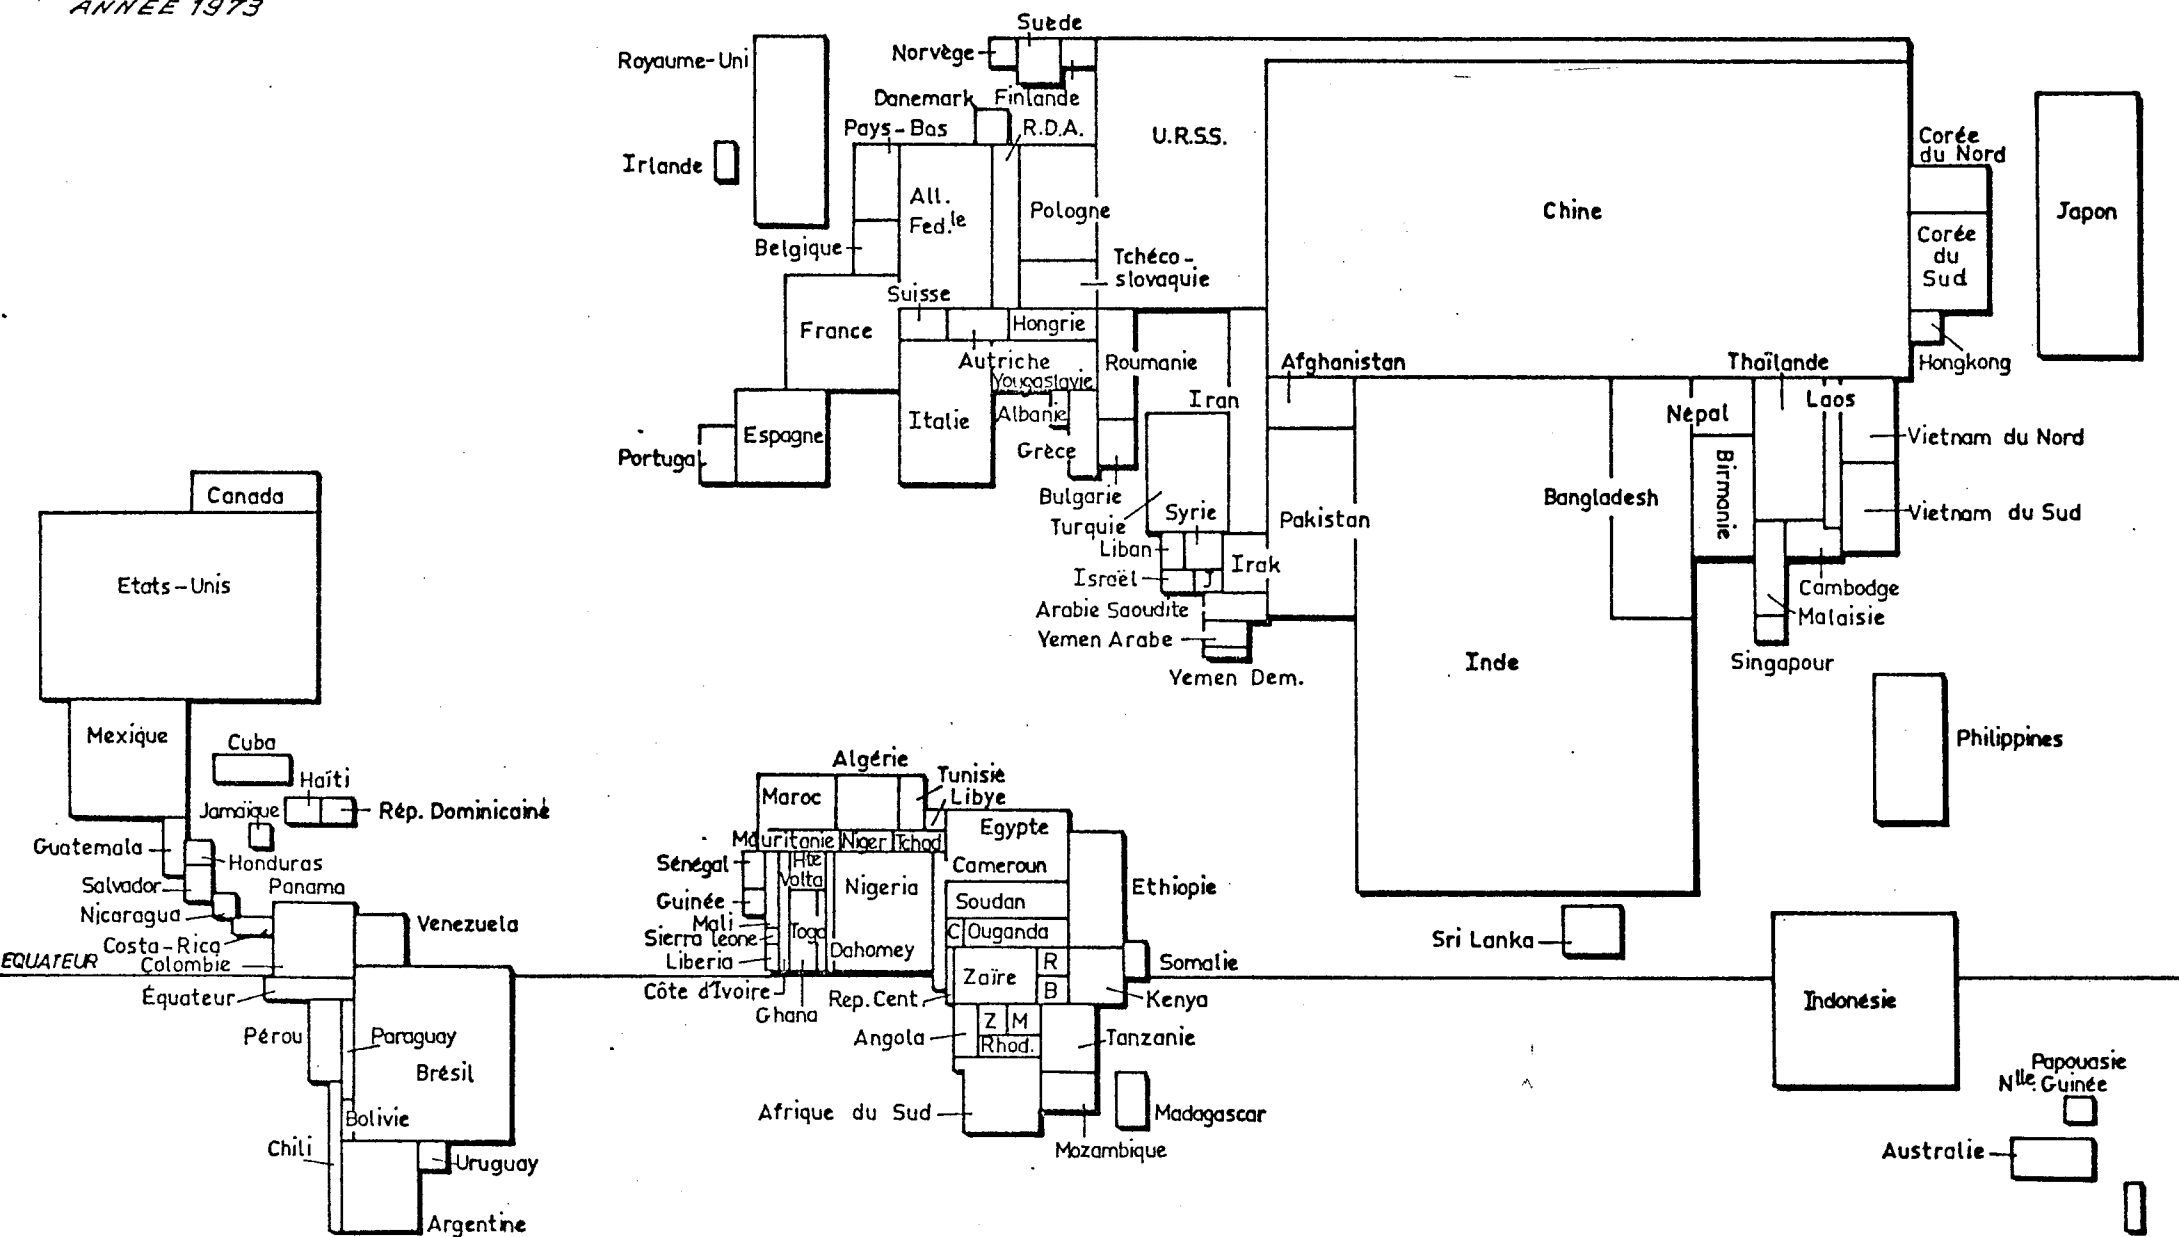 ANNÉE 1973
Suède
Norvège
Royaume-Uni
Danemark
Finlande
Pays-Bas
R.D.A.
U.R.S.S.
Corée
du Nord
Irlande
All.
Fed.le
Pologne
Chine
Japon
Belgique
Tchéco-
slovaquie
Corée
du
Sud
Suisse
France
Hongrie
Autriche
Roumanie
Afghanistan
Thaïlande
Hongkong
Yougaslavie
Iran
Laos
Albanie
Népal
Italie
Espagne
Grèce
Vietnam du Nord
Portuga
Birmanie
Bulgarie
Bangladesh
Canada
Turquie
Syrie
Pakistan
Vietnam du Sud
Liban
Irak
Israël
J
Etats-Unis
Cambodge
Arabie Saoudite
Malaisie
Yemen Arabe
Inde
Singapour
Yemen Dem.
Mexique
Cuba
Philippines
Algérie
Haïti
Tunisie
Maroc
Libye
Jamaïque
Rép. Dominicaine
Egypte
Guatemala
Mauritanie
Niger
Tchad
Honduras
Sénégal
Hte
Volta
Cameroun
Salvador
Panama
Nigeria
Ethiopie
Guinée
Soudan
Nicaragua
Venezuela
Mali
Togo
C
Ouganda
Sierra leone
Sri Lanka
Costa-Rica
Dahomey
EQUATEUR
Colombie
Liberia
Zaïre
R
Somalie
Équateur
Côte d'Ivoire
Rep. Cent
B
Kenya
Indonésie
Ghana
Pérou
Paraguay
Angola
Z
M
Tanzanie
Rhod.
Brésil
Papouasie
Nlle Guinée
Bolivie
Afrique du Sud
Madagascar
Chili
Uruguay
Mozambique
Australie
Argentine